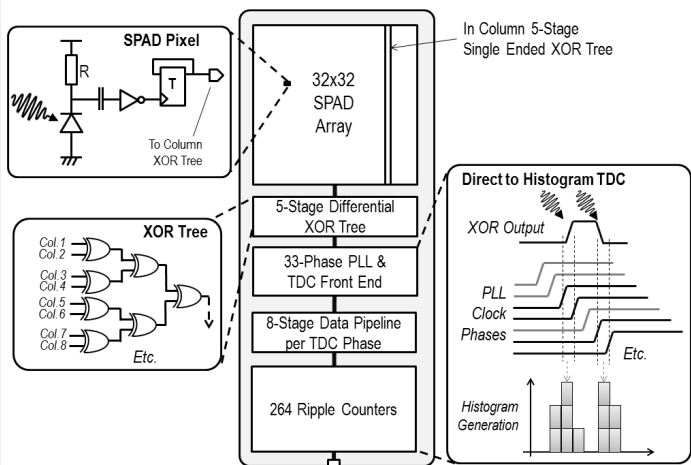 SPAD Pixel
R
T
To Column
XOR Tree
32x32
SPAD
Array
In Column 5-Stage
Single Ended XOR Tree
5-Stage Differential
XOR Tree
33-Phase PLL &
TDC Front End
8-Stage Data Pipeline
per TDC Phase
264 Ripple Counters
XOR Tree
Col.1
Col.2
Col.3
Col.4
Col.5
Col.6
Col.7
Col.8
Etc.
Direct to Histogram TDC
XOR Output
PLL
Clock
Phases
Etc.
Histogram
Generation